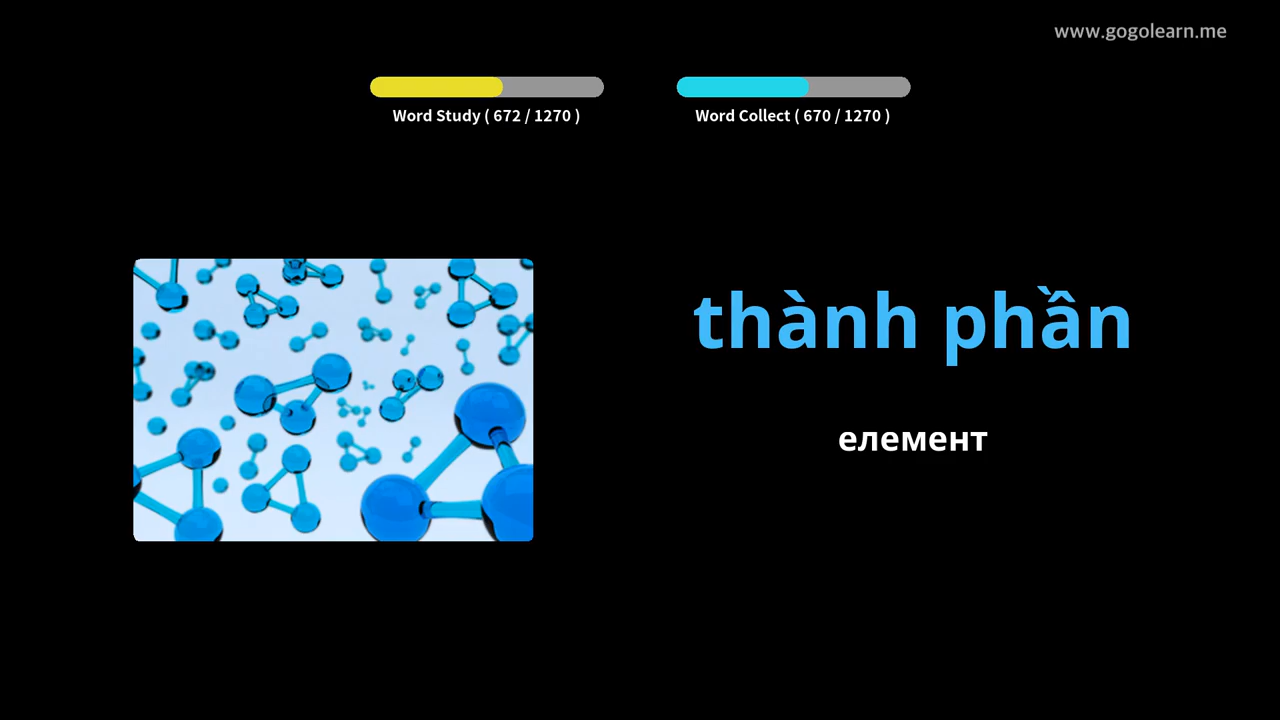 www.gogolearn.me
Word Study ( 672 / 1270 )
Word Collect ( 670 / 1270 )
thành phần
елемент